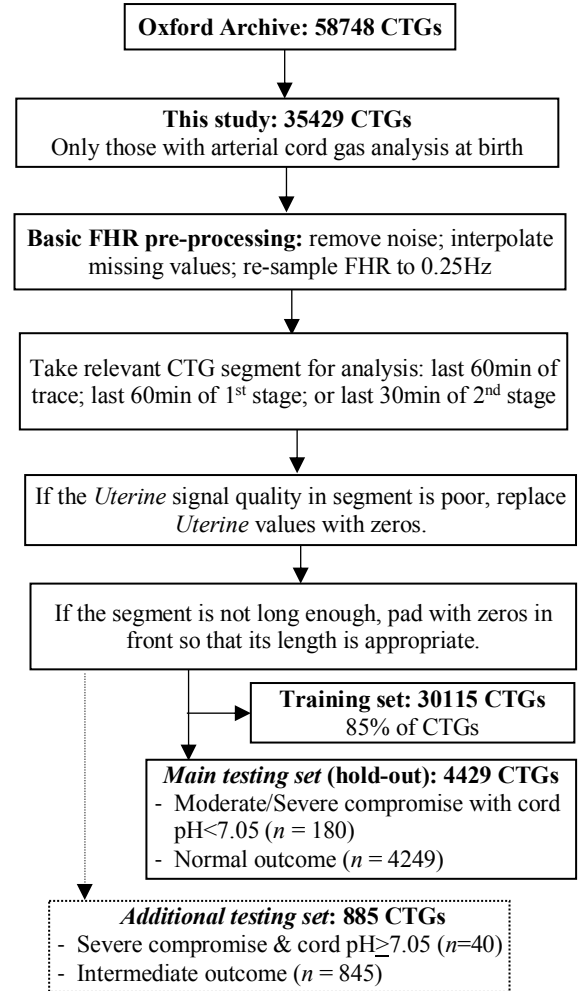 Oxford Archive: 58748 CTGs
This study: 35429 CTGs
Only those with arterial cord gas analysis at birth
Basic FHR pre-processing: remove noise; interpolate
missing values; re-sample FHR to 0.25Hz
Take relevant CTG segment for analysis: last 60min of
trace; last 60min of 1st stage; or last 30min of 2nd stage
If the Uterine signal quality in segment is poor, replace
Uterine values with zeros.
If the segment is not long enough, pad with zeros in
front so that its length is appropriate.
Training set: 30115 CTGs
85% of CTGs
Main testing set (hold-out): 4429 CTGs
- Moderate/Severe compromise with cord
pH<7.05 (n = 180)
- Normal outcome (n = 4249)
Additional testing set: 885 CTGs
- Severe compromise & cord pH≥7.05 (n=40)
- Intermediate outcome (n = 845)